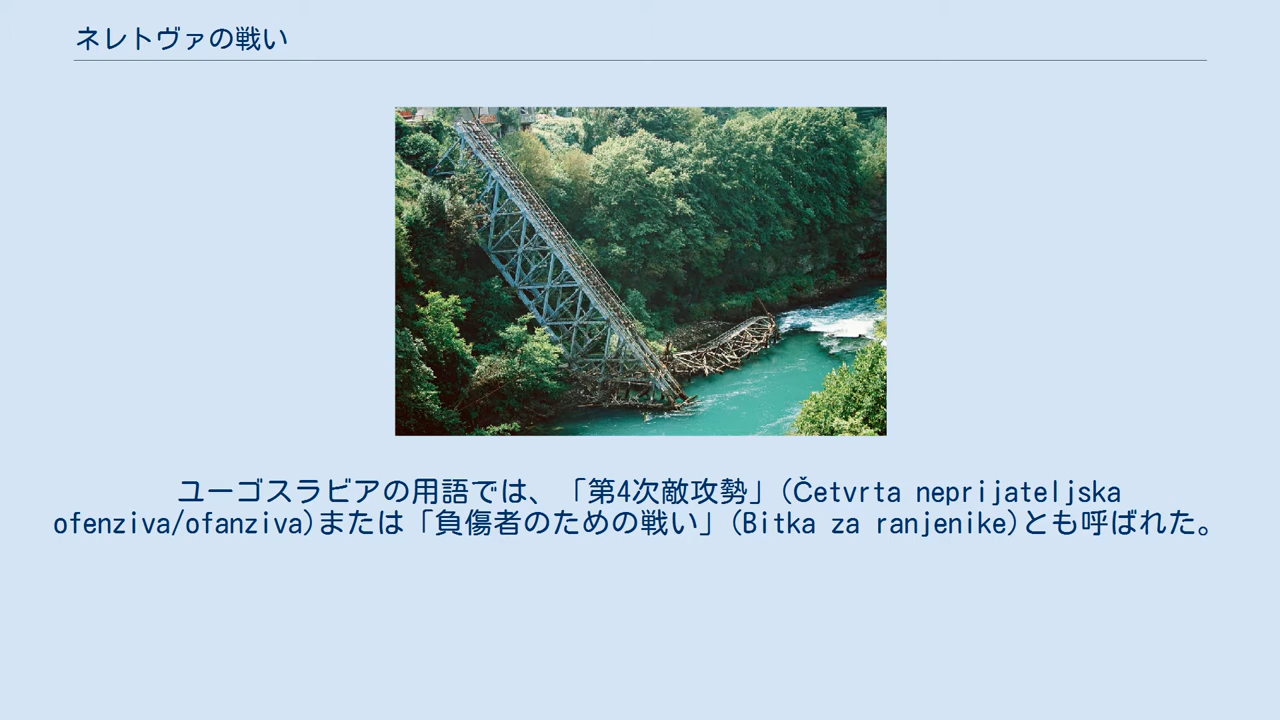 ネレトヴァの戦い
ユーゴスラビアの用語では、「第4次敵攻勢」(Četvrta neprijateljska
ofenziva/ofanziva)または「負傷者のための戦い」(Bitka za ranjenike)とも呼ばれた。